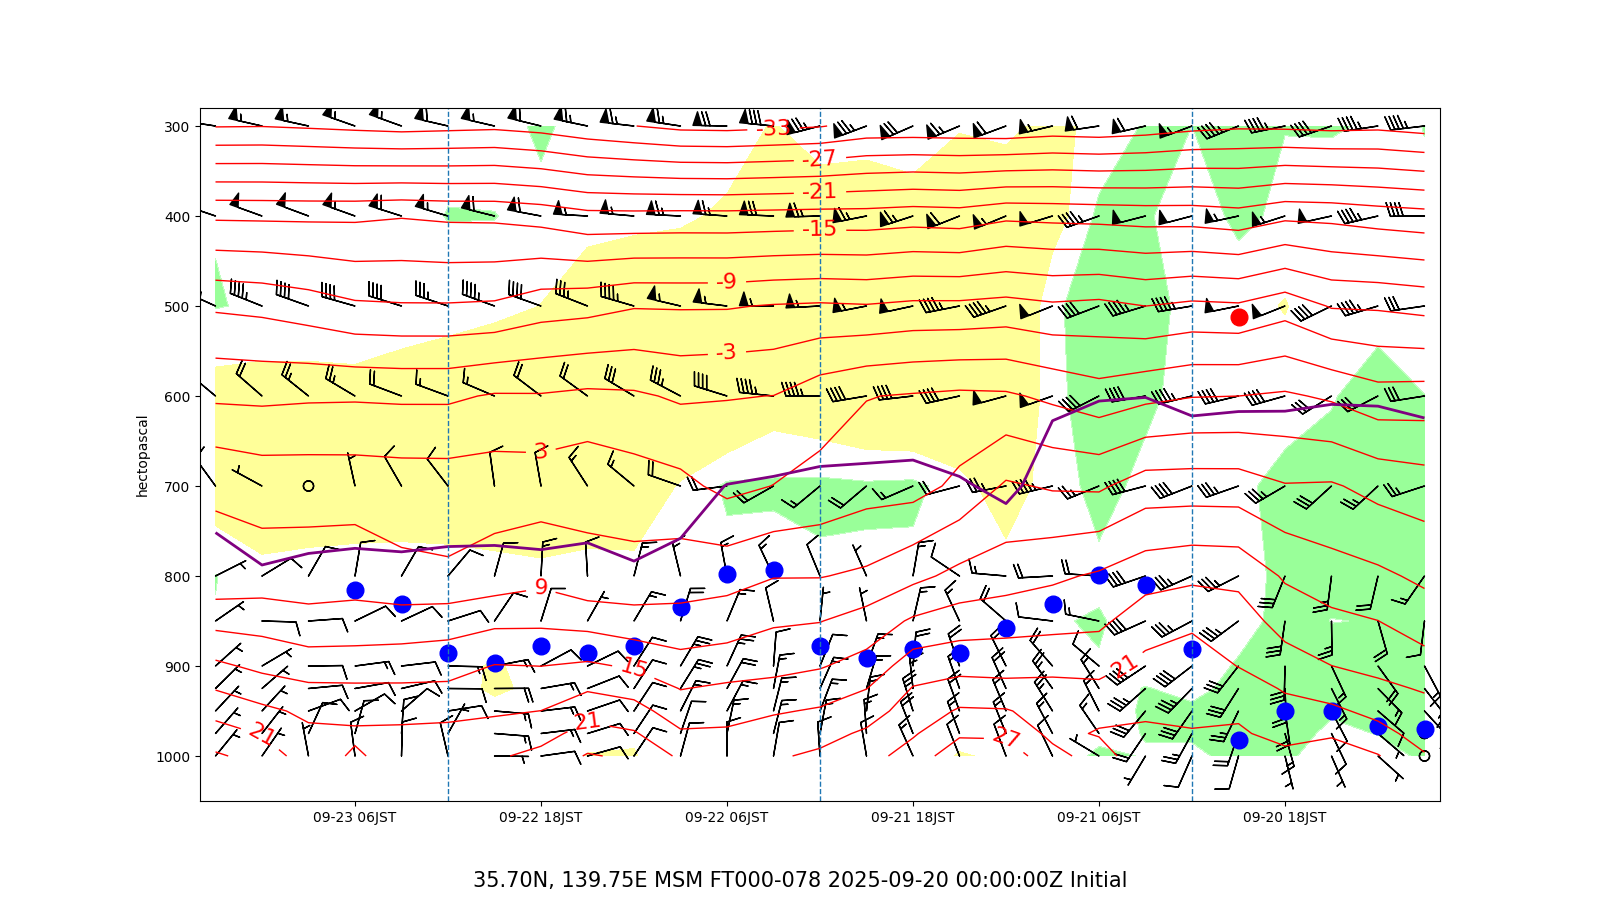 300
400
500
600
700
800
900
1000
hectopascal
-33
-27
-21
-15
-9
-3
3
9
15
21
21
21
27
09-23 06JST
09-22 18JST
09-22 06JST
09-21 18JST
09-21 06JST
09-20 18JST
35.70N, 139.75E MSM FT000-078 2025-09-20 00:00:00Z Initial